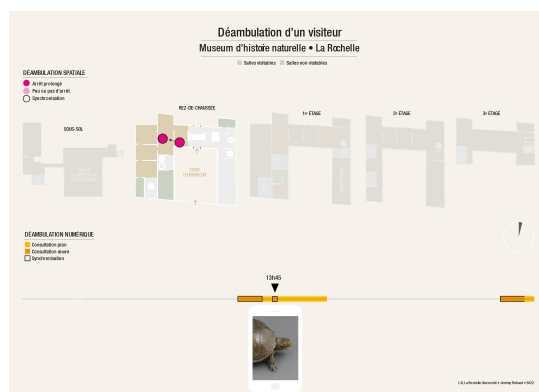 Déambulation d'un visiteur
Museum d'histoire naturelle • La Rochelle
Salles visitables Salles non visitables
DÉAMBULATION SPATIALE
Arrêt prolongé
Peu ou pas d'arrêt
Synchronisation
REZ-DE-CHAUSSÉE
1er ÉTAGE
2e ÉTAGE
3e ÉTAGE
SOUS-SOL
COUR
DÉAMBULATION NUMÉRIQUE
Consultation plan
Consultation œuvre
Synchronisation
13h45